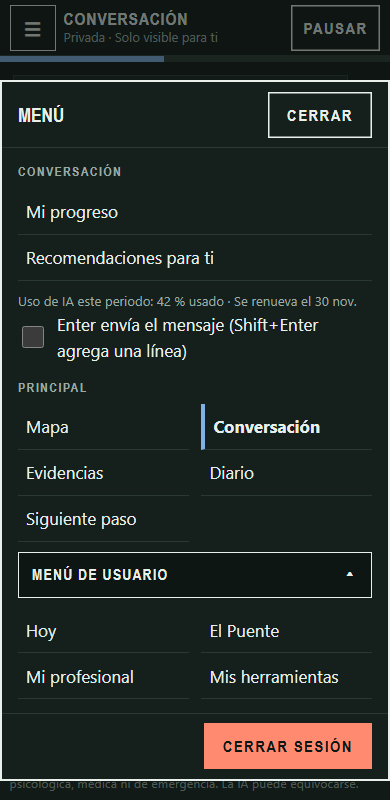 CONVERSACIÓN
Privada · Solo visible para ti
PAUSAR
MENÚ
CERRAR
CONVERSACIÓN
Mi progreso
Recomendaciones para ti
Uso de IA este periodo: 42 % usado · Se renueva el 30 nov.
Enter envía el mensaje (Shift+Enter
agrega una línea)
PRINCIPAL
Mapa
Conversación
Evidencias
Diario
Siguiente paso
MENÚ DE USUARIO
Hoy
El Puente
Mi profesional
Mis herramientas
CERRAR SESIÓN
psicológica, médica ni de emergencia. La IA puede equivocarse.